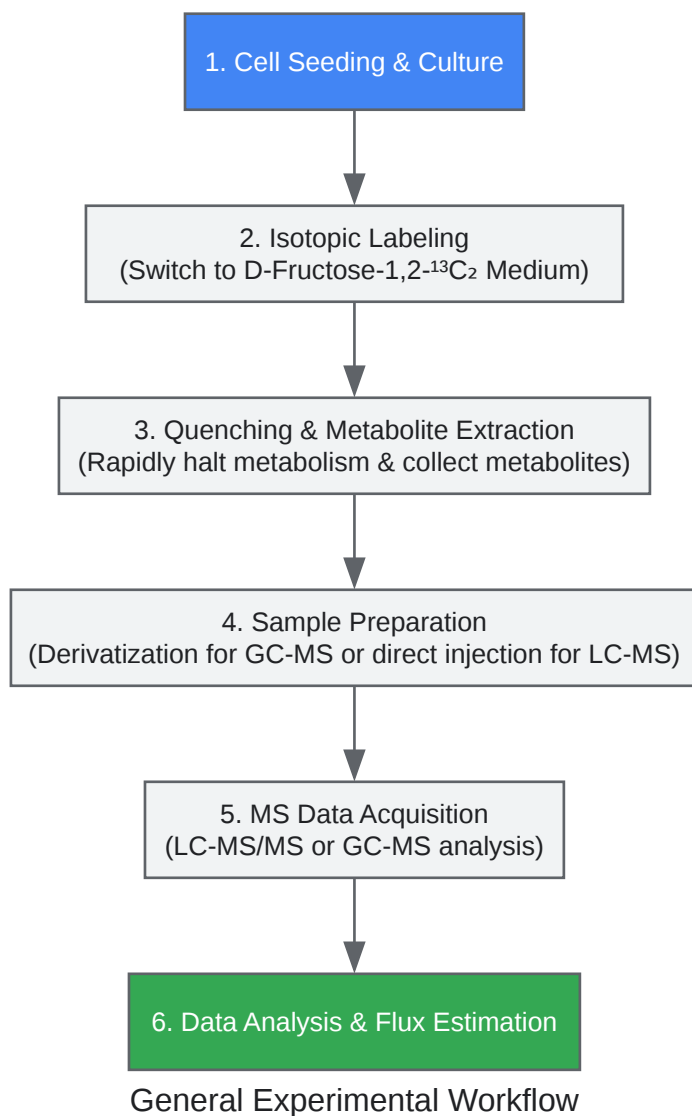 1. Cell Seeding & Culture
2. Isotopic Labeling
(Switch to D-Fructose-1,2-¹³C₂ Medium)
3. Quenching & Metabolite Extraction
(Rapidly halt metabolism & collect metabolites)
4. Sample Preparation
(Derivatization for GC-MS or direct injection for LC-MS)
5. MS Data Acquisition
(LC-MS/MS or GC-MS analysis)
6. Data Analysis & Flux Estimation
General Experimental Workflow